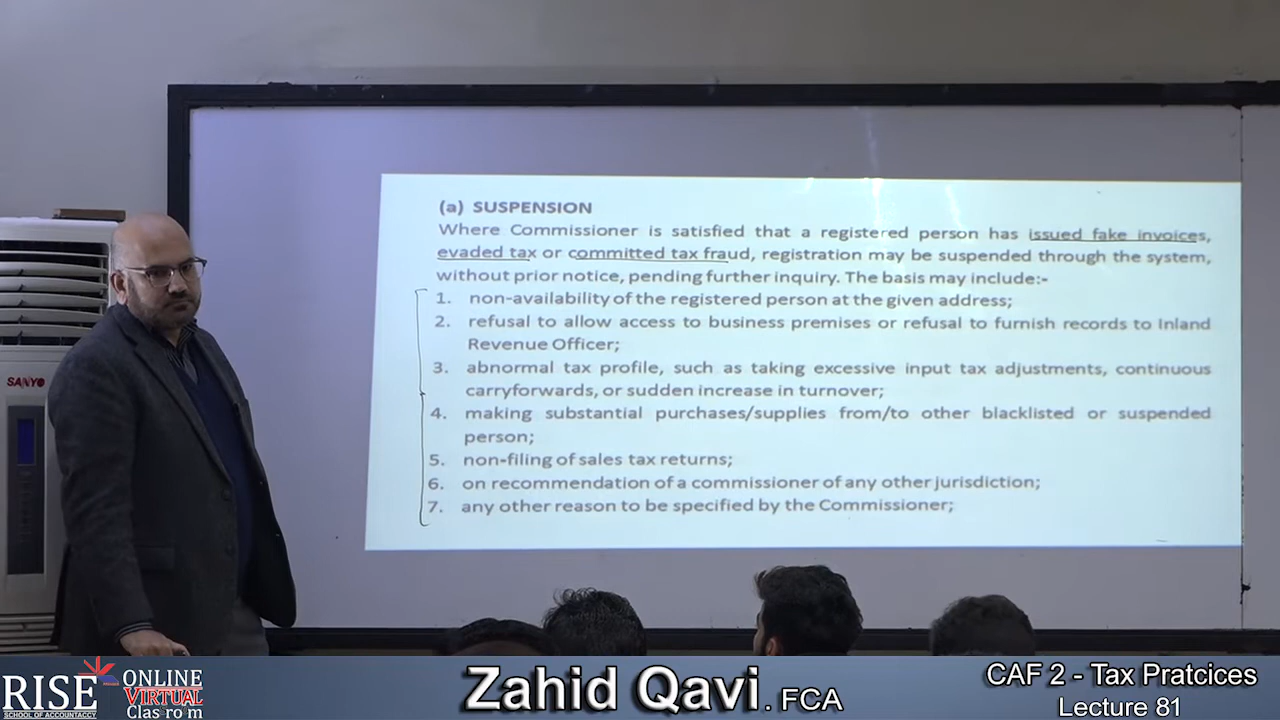 (a) SUSPENSION
Where Commissioner is satisfied that a registered person has issued fake invoices,
evaded tax or committed tax fraud, registration may be suspended through the system,
without prior notice, pending further inquiry. The basis may include:-
1. non-availability of the registered person at the given address;
2. refusal to allow access to business premises or refusal to furnish records to Inland
Revenue Officer;
3. abnormal tax profile, such as taking excessive input tax adjustments, continuous
carryforwards, or sudden increase in turnover;
4. making substantial purchases/supplies from/to other blacklisted or suspended
person;
5. non-filing of sales tax returns;
6. on recommendation of a commissioner of any other jurisdiction;
7. any other reason to be specified by the Commissioner;
SANYO
RISE
SCHOOL OF ACCOUNTACY
ONLINE
VIRTUAL
Clasrom
Zahid Qavi. FCA
CAF 2 - Tax Pratcices
Lecture 81